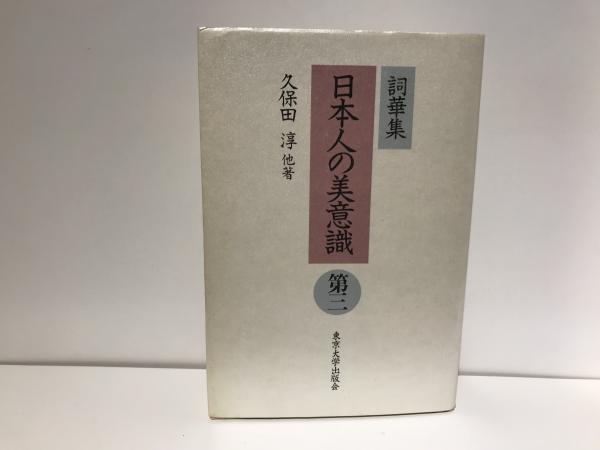 詞華集
日本人の美意識
第三
久保田 淳 他著
東京大学出版会